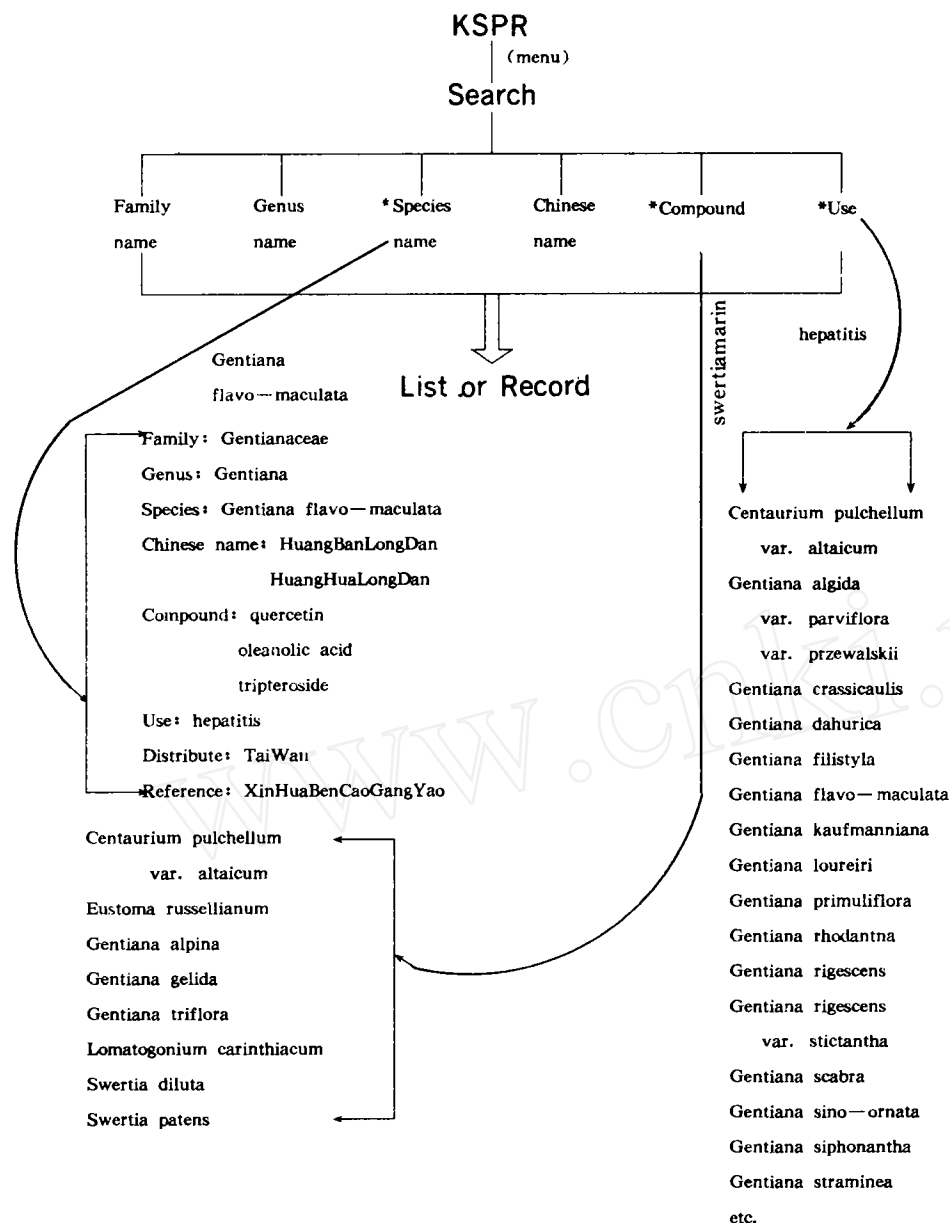 KSPR
(menu)
Search
Family name
Genus name
*Species name
Chinese name
*Compound
*Use
swertiamarin
hepatitis
Gentiana
flavo—maculata
List or Record
Family: Gentianaceae
Genus: Gentiana
Species: Gentiana flavo—maculata
Chinese name: HuangBanLongDan
HuangHuaLongDan
Compound: quercetin
oleanolic acid
tripteroside
Use: hepatitis
Distribute: TaiWan
Reference: XinHuaBenCaoGangYao
Centaurium pulchellum
var. altaicum
Eustoma russellianum
Gentiana alpina
Gentiana gelida
Gentiana triflora
Lomatogonium carinthiacum
Swertia diluta
Swertia patens
Centaurium pulchellum
var. altaicum
Gentiana algida
var. parviflora
var. przewalskii
Gentiana crassicaulis
Gentiana dahurica
Gentiana filistyla
Gentiana flavo—maculata
Gentiana kaufmanniana
Gentiana loureiri
Gentiana primuliflora
Gentiana rhodantna
Gentiana rigescens
Gentiana rigescens
var. stictantha
Gentiana scabra
Gentiana sino—ornata
Gentiana siphonantha
Gentiana straminea
etc.
www.cnki.